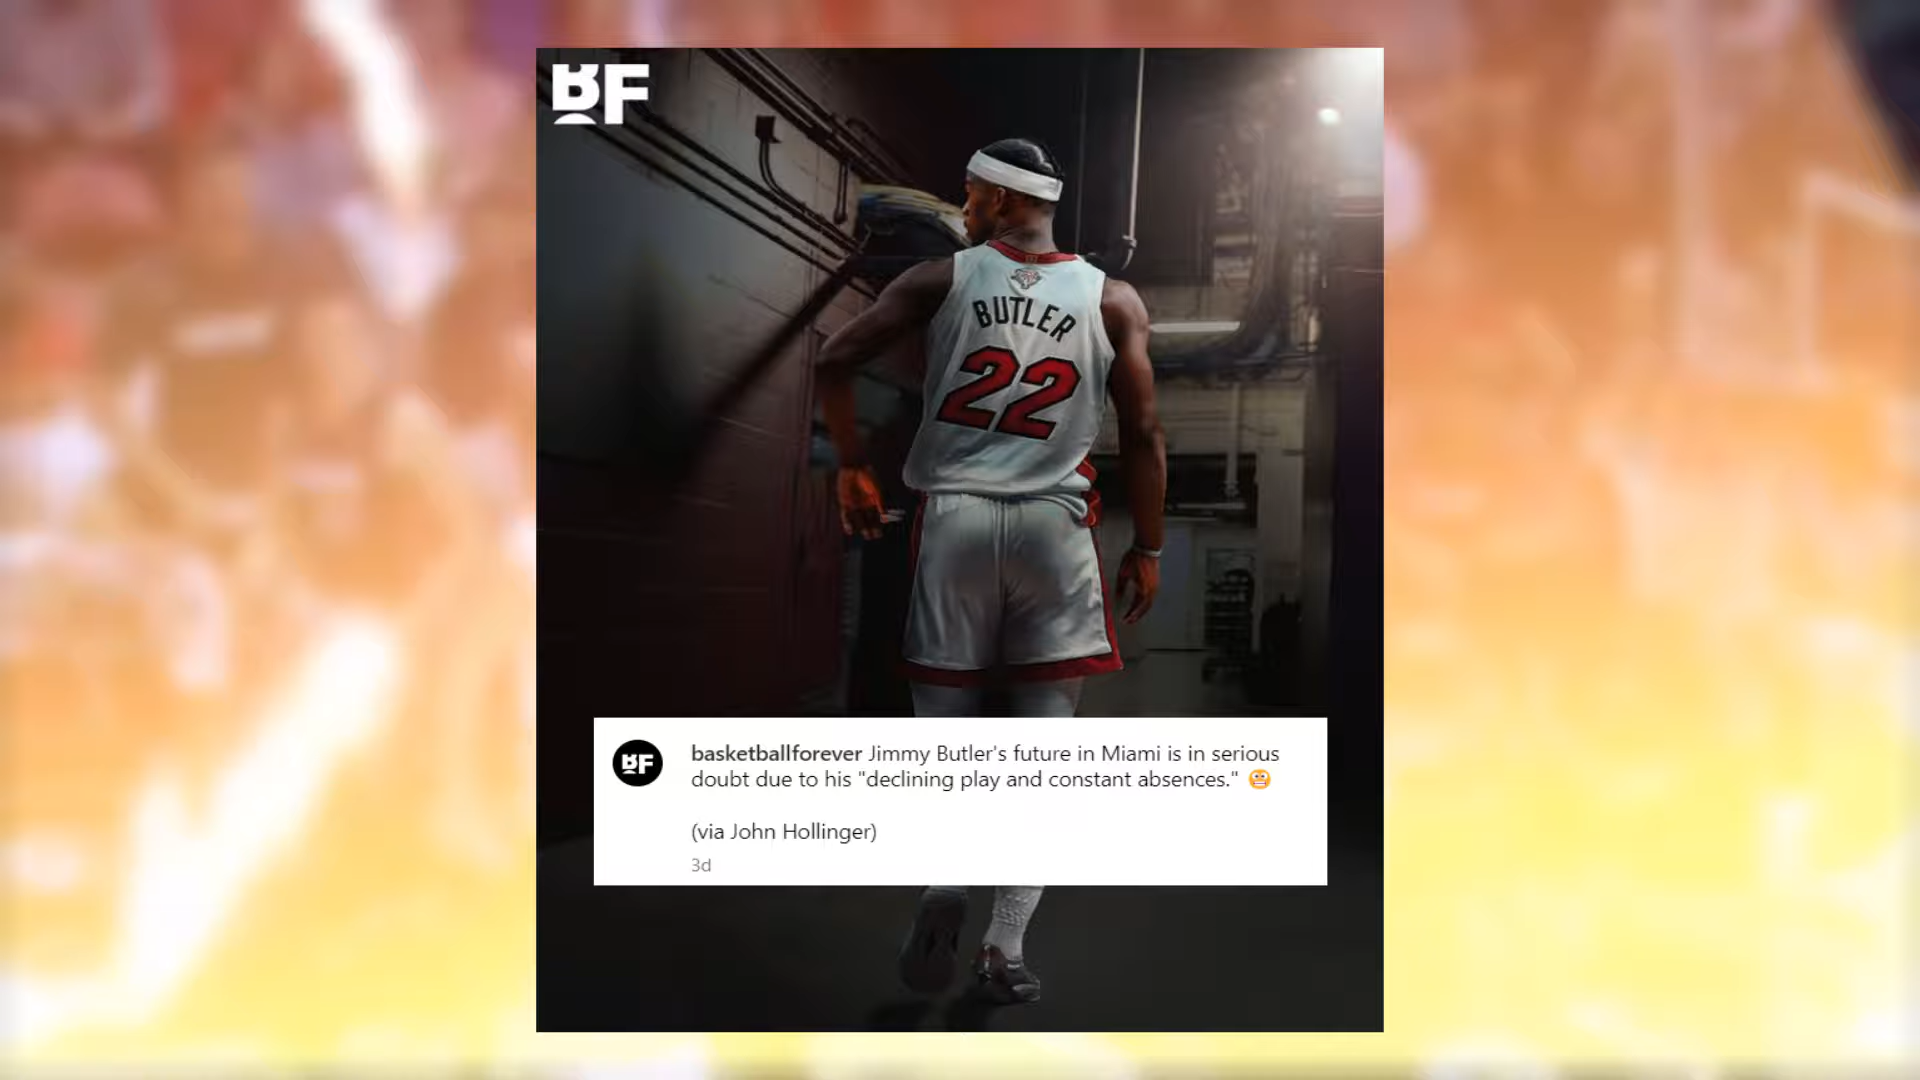 BF
BUTLER
22
BF
basketballforever Jimmy Butler's future in Miami is in serious
doubt due to his "declining play and constant absences." 😬
(via John Hollinger)
3d